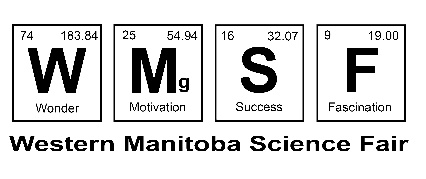 74 183.84 25 54.94 16 32.07 9 19.00
W Mg S F
Wonder Motivation Success Fascination
Western Manitoba Science Fair